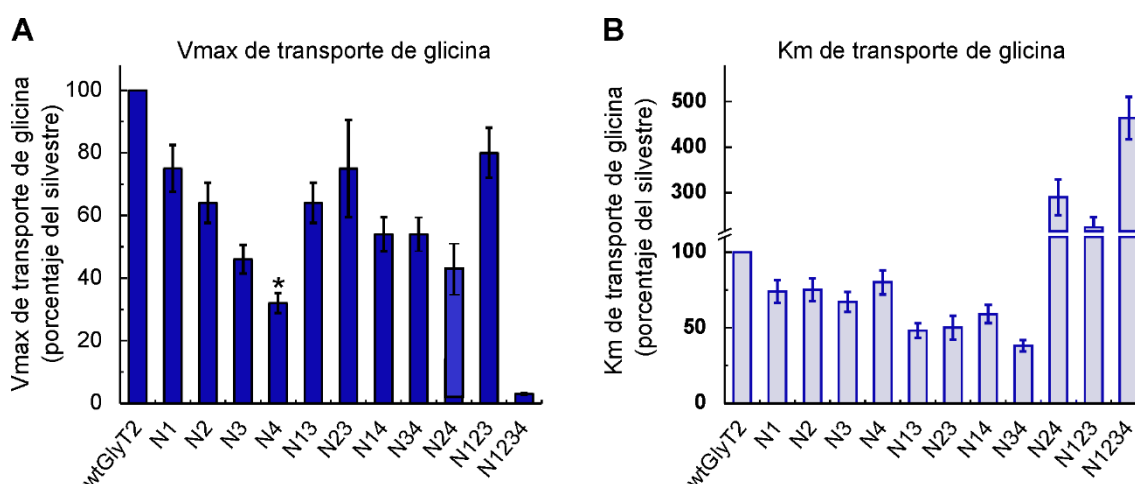 A
Vmax de transporte de glicina
Vmax de transporte de glicina
(porcentaje del silvestre)
100
80
60
40
20
0
*
wtGlyT2
N1
N2
N3
N4
N13
N23
N14
N34
N24
N123
N1234
B
Km de transporte de glicina
Km de transporte de glicina
(porcentaje del silvestre)
500
400
300
100
50
0
wtGlyT2
N1
N2
N3
N4
N13
N23
N14
N34
N24
N123
N1234